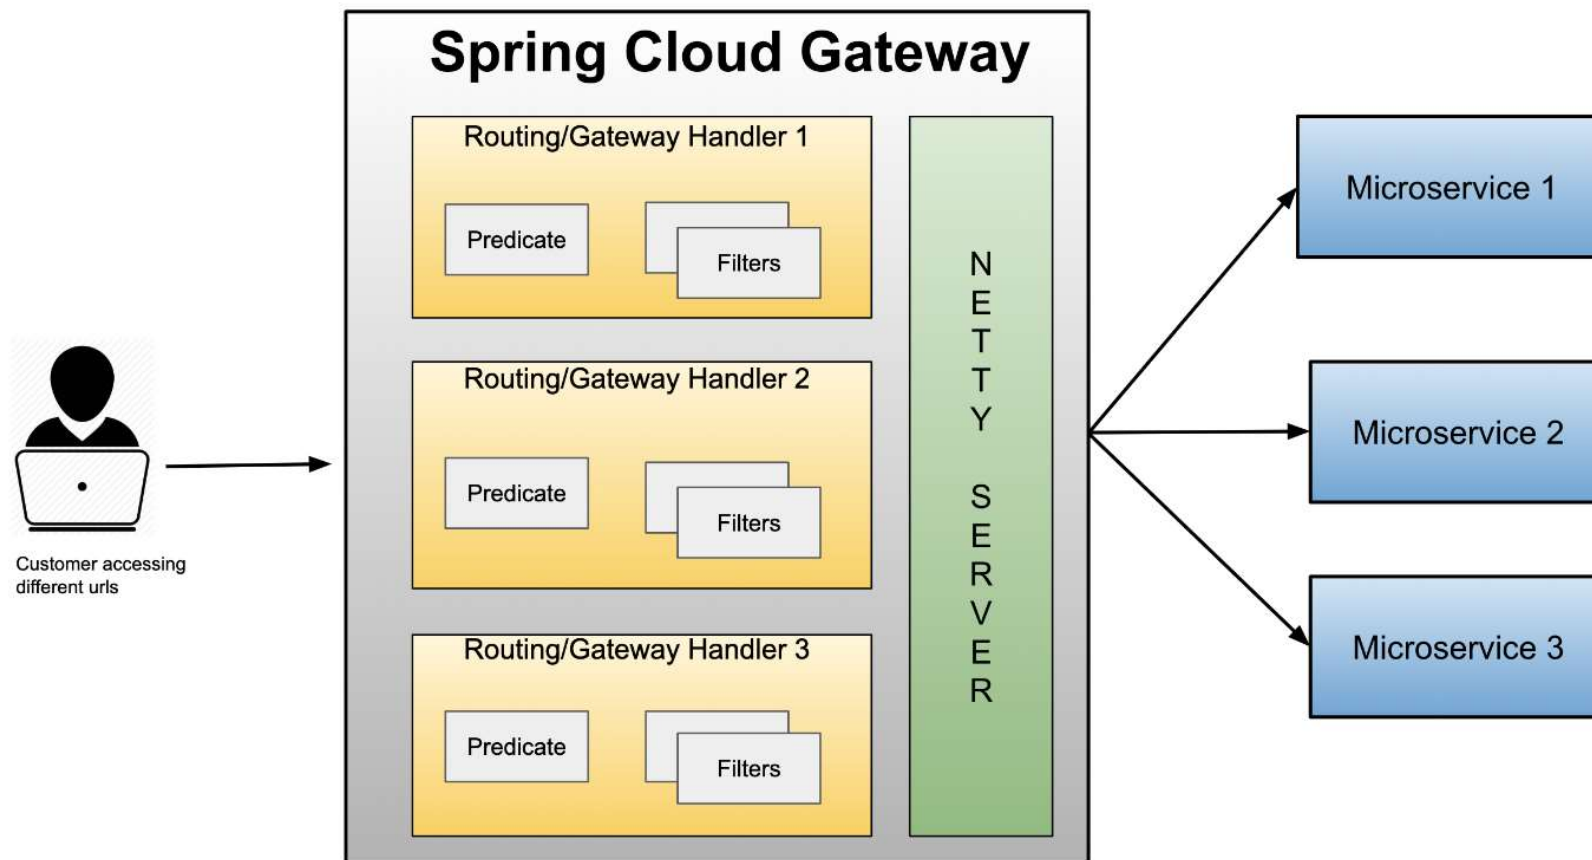 Spring Cloud Gateway
Routing/Gateway Handler 1
Predicate
Filters
Routing/Gateway Handler 2
Predicate
Filters
Routing/Gateway Handler 3
Predicate
Filters
N
E
T
T
Y
S
E
R
V
E
R
Customer accessing
different urls
Microservice 1
Microservice 2
Microservice 3